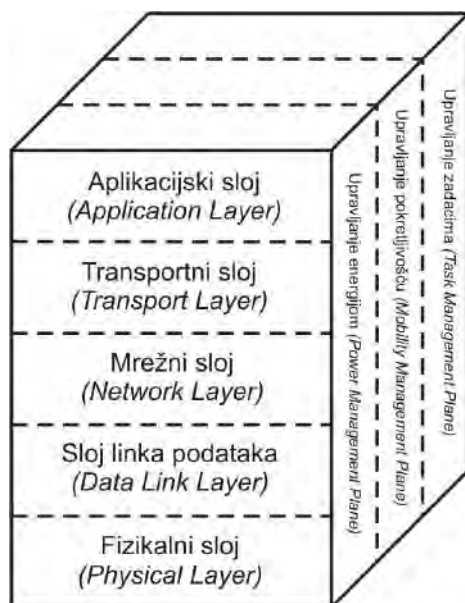 Aplikacijski sloj
(Application Layer)
Transportni sloj
(Transport Layer)
Mrežni sloj
(Network Layer)
Sloj linka podataka
(Data Link Layer)
Fizikalni sloj
(Physical Layer)
Upravljanje energijom (Power Management Plane)
Upravljanje pokretljivošću (Mobility Management Plane)
Upravljanje zadacima (Task Management Plane)